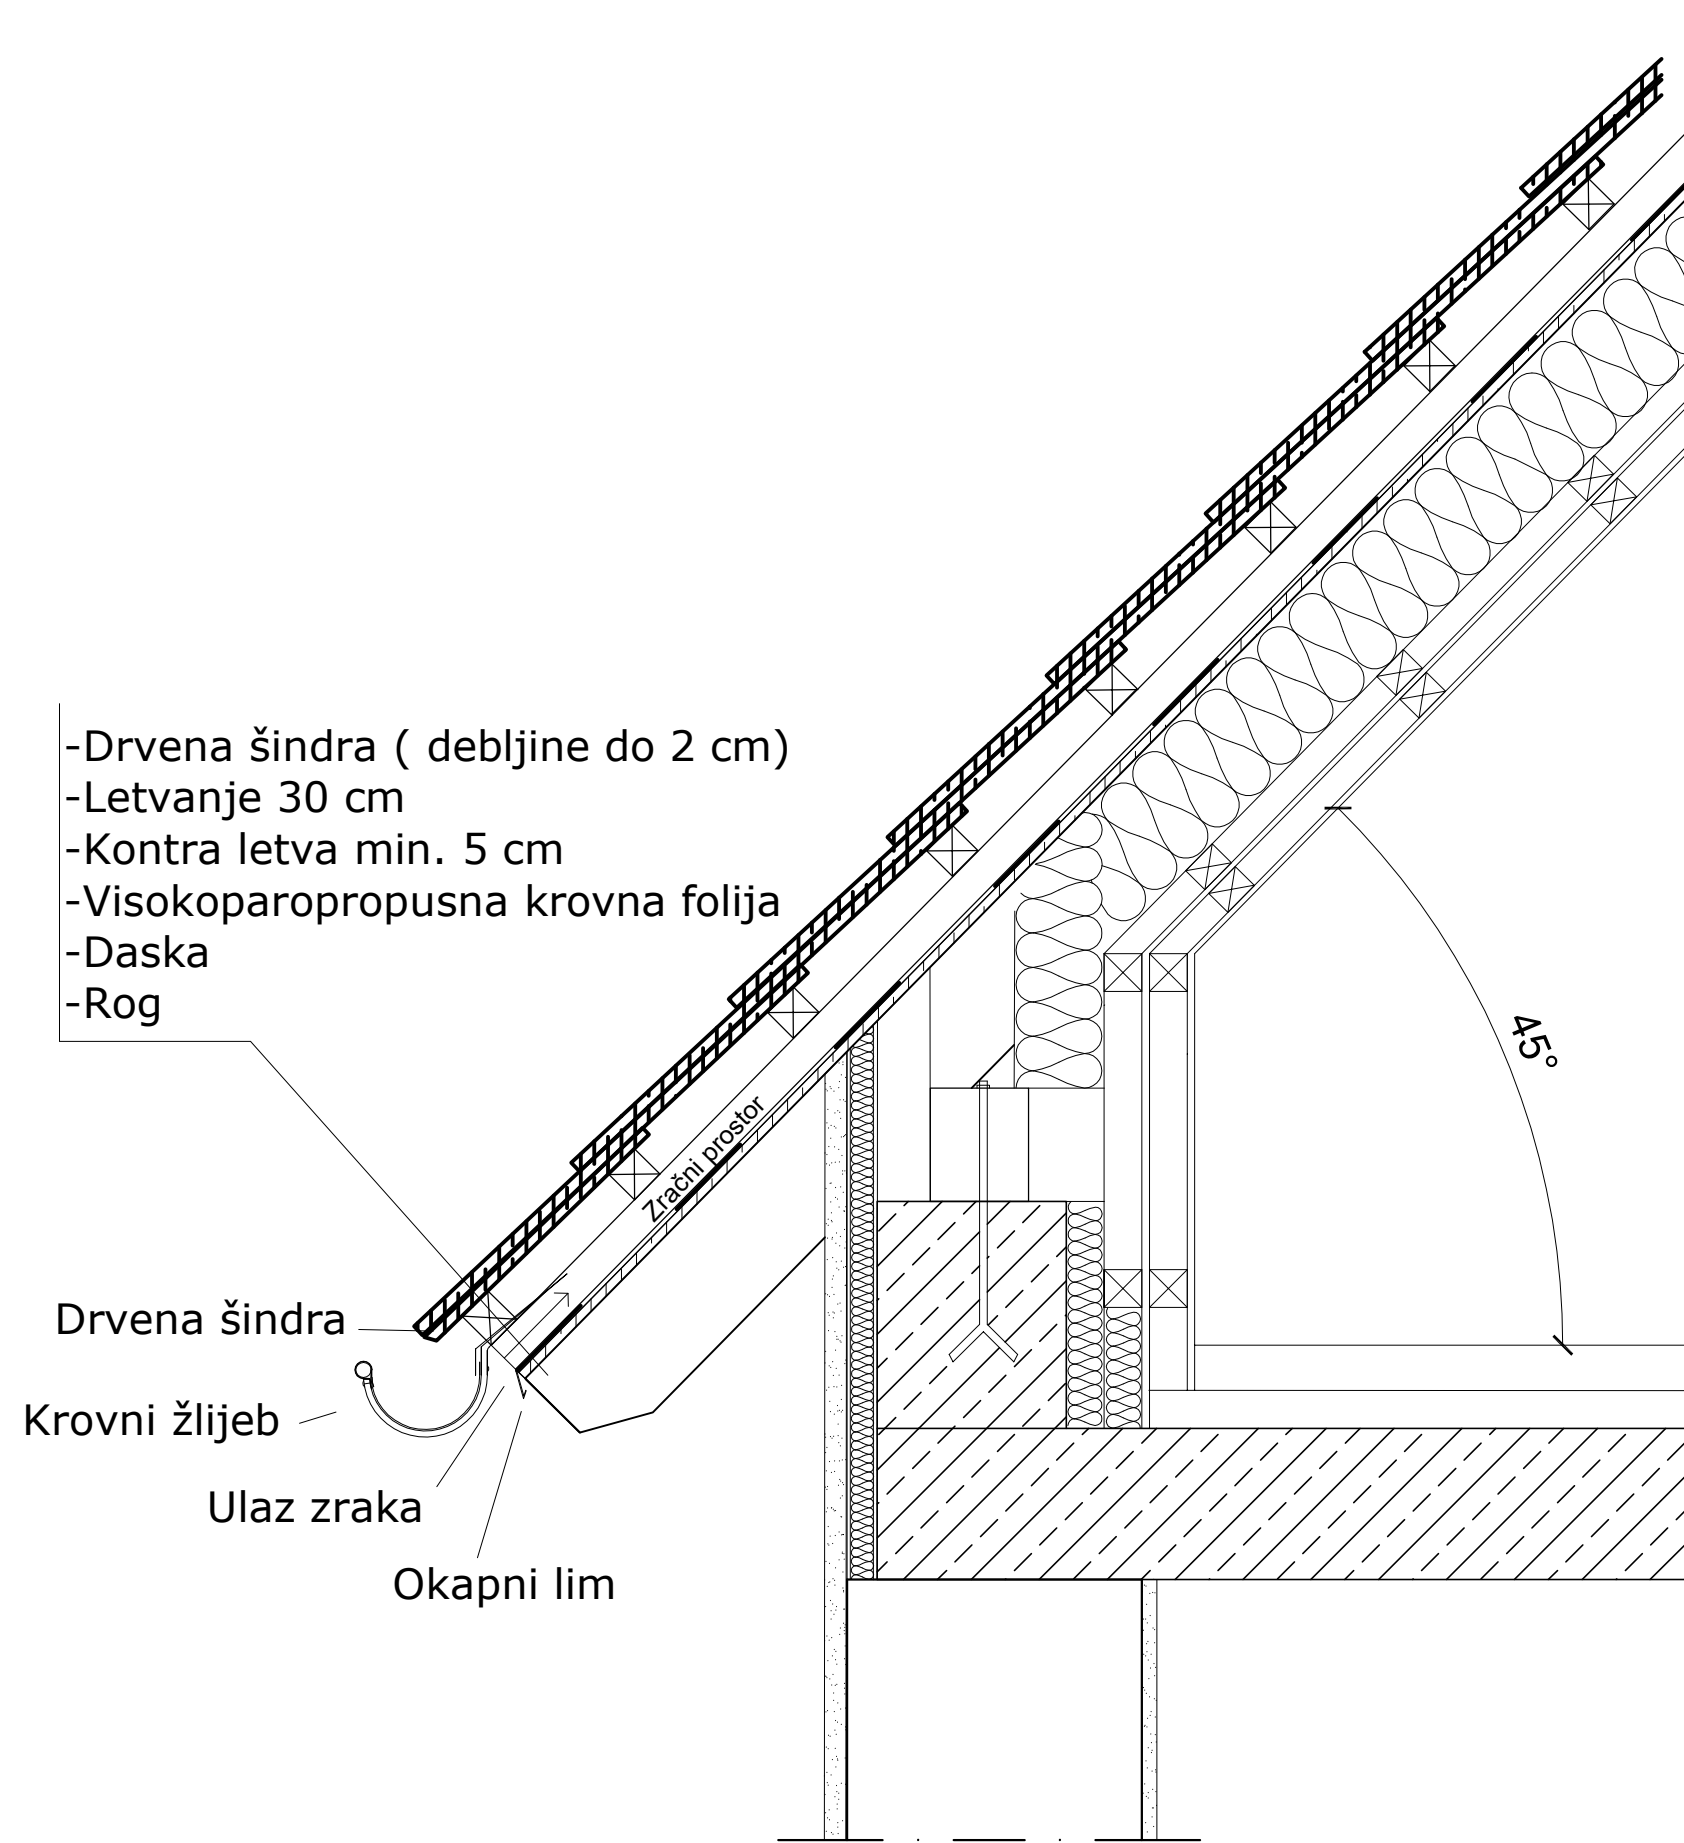 -Drvena šindra ( debljine do 2 cm)
-Letvanje 30 cm
-Kontra letva min. 5 cm
-Visokoparopropusna krovna folija
-Daska
-Rog
45°
Zračni prostor
Drvena šindra
Krovni žlijeb
Ulaz zraka
Okapni lim